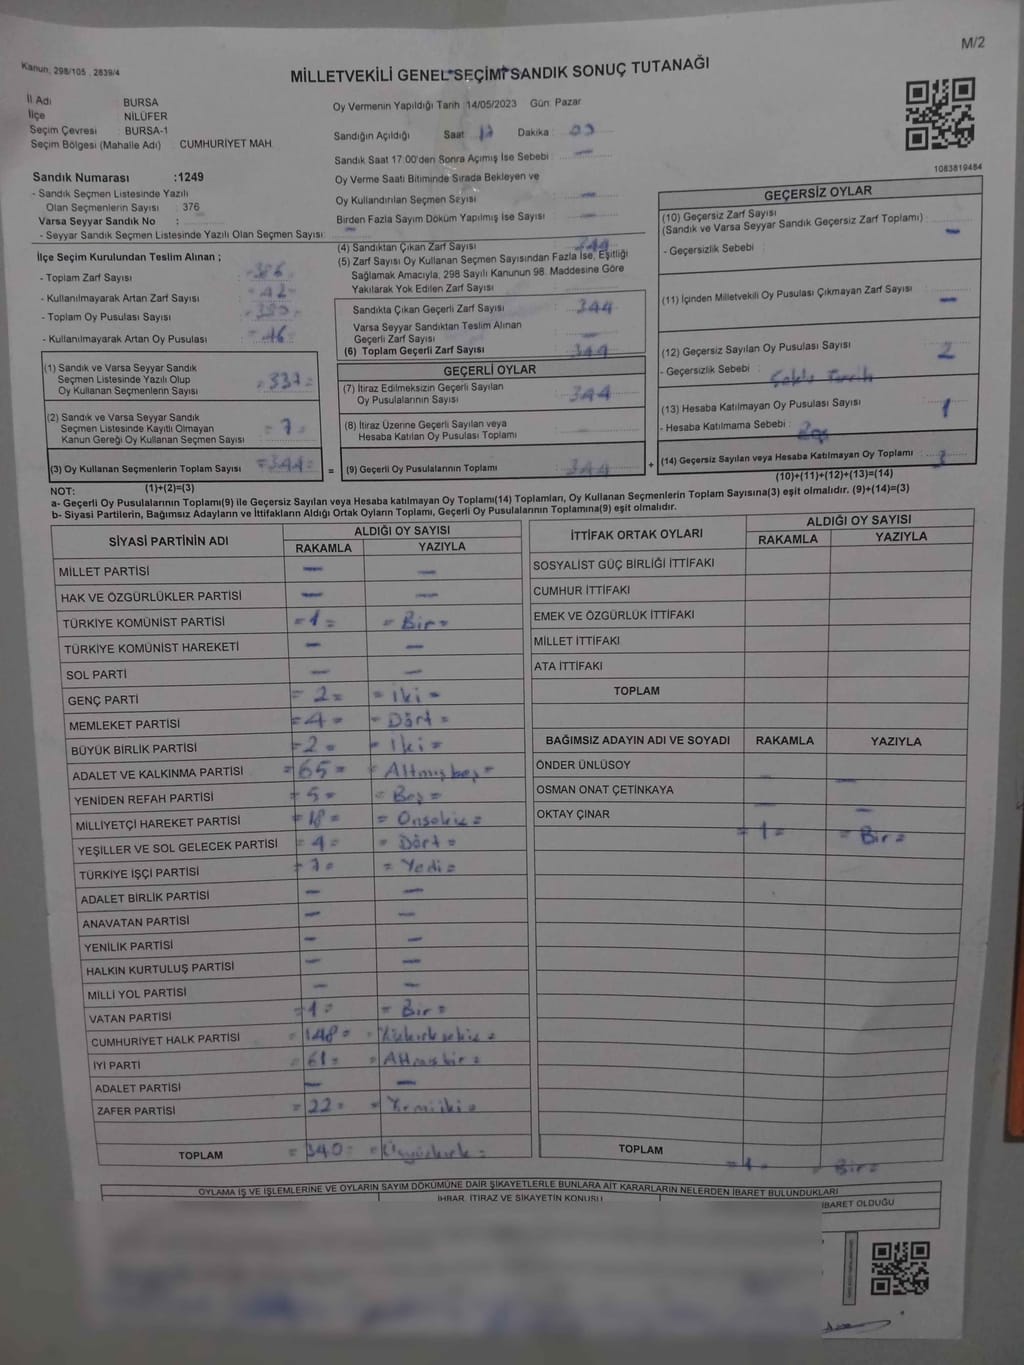 M/2
Kanun, 298/105 , 2839/4
MİLLETVEKİLİ GENEL SEÇİMİ SANDIK SONUÇ TUTANAĞI
İl Adı BURSA
İlçe NİLÜFER
Seçim Çevresi : BURSA-1
Seçim Bölgesi (Mahalle Adı) CUMHURİYET MAH.
Sandık Numarası :1249
- Sandık Seçmen Listesinde Yazılı
Olan Seçmenlerin Sayısı : 376
Varsa Seyyar Sandık No :
- Seyyar Sandık Seçmen Listesinde Yazılı Olan Seçmen Sayısı: —
Oy Vermenin Yapıldığı Tarih :14/05/2023 Gün: Pazar
Sandığın Açıldığı Saat : 17 Dakika :
Sandık Saat 17:00'den Sonra Açımış İse Sebebi : —
Oy Verme Saati Bitiminde Sırada Bekleyen ve
Oy Kullandırılan Seçmen Seyısı : —
Birden Fazla Sayım Döküm Yapılmış İse Sayısı : —
1083819484
İlçe Seçim Kurulundan Teslim Alınan ;
- Toplam Zarf Sayısı
- Kullanılmayarak Artan Zarf Sayısı : =42=
- Toplam Oy Pusulası Sayısı
- Kullanılmayarak Artan Oy Pusulası
(1) Sandık ve Varsa Seyyar Sandık
Seçmen Listesinde Yazılı Olup
Oy Kullanan Seçmenlerin Sayısı : =337=
(2) Sandık ve Varsa Seyyar Sandık
Seçmen Listesinde Kayıtlı Olmayan
Kanun Gereği Oy Kullanan Seçmen Sayısı : =7=
(3) Oy Kullanan Seçmenlerin Toplam Sayısı =344=
(1)+(2)=(3)
(4) Sandıktan Çıkan Zarf Sayısı : 344
(5) Zarf Sayısı Oy Kullanan Seçmen Sayısından Fazla İse, Eşitliği
Sağlamak Amacıyla, 298 Sayılı Kanunun 98. Maddesine Göre
Yakılarak Yok Edilen Zarf Sayısı :
Sandıkta Çıkan Geçerli Zarf Sayısı : 344
Varsa Seyyar Sandıktan Teslim Alınan
Geçerli Zarf Sayısı :
(6) Toplam Geçerli Zarf Sayısı : 344
GEÇERLİ OYLAR
(7) İtiraz Edilmeksizin Geçerli Sayılan
Oy Pusulalarının Sayısı : 344
(8) İtiraz Üzerine Geçerli Sayılan veya
Hesaba Katılan Oy Pusulası Toplamı :
= (9) Geçerli Oy Pusulalarının Toplamı : 344 +
GEÇERSİZ OYLAR
(10) Geçersiz Zarf Sayısı
(Sandık ve Varsa Seyyar Sandık Geçersiz Zarf Toplamı) : —
- Geçersizlik Sebebi :
(11) İçinden Milletvekili Oy Pusulası Çıkmayan Zarf Sayısı : —
(12) Geçersiz Sayılan Oy Pusulası Sayısı : 2
- Geçersizlik Sebebi :
(13) Hesaba Katılmayan Oy Pusulası Sayısı : 1
- Hesaba Katılmama Sebebi : Boş
(14) Geçersiz Sayılan veya Hesaba Katılmayan Oy Toplamı : 3
(10)+(11)+(12)+(13)=(14)
NOT:
a- Geçerli Oy Pusulalarının Toplamı(9) ile Geçersiz Sayılan veya Hesaba katılmayan Oy Toplamı(14) Toplamları, Oy Kullanan Seçmenlerin Toplam Sayısına(3) eşit olmalıdır. (9)+(14)=(3)
b- Siyasi Partilerin, Bağımsız Adayların ve İttifakların Aldığı Ortak Oyların Toplamı, Geçerli Oy Pusulalarının Toplamına(9) eşit olmalıdır.
SİYASİ PARTİNİN ADI ALDIĞI OY SAYISI
RAKAMLA YAZIYLA
MİLLET PARTİSİ — —
HAK VE ÖZGÜRLÜKLER PARTİSİ — —
TÜRKİYE KOMÜNİST PARTİSİ =1= =Bir=
TÜRKİYE KOMÜNİST HAREKETİ — —
SOL PARTİ — —
GENÇ PARTİ =2= =İki=
MEMLEKET PARTİSİ =4= =Dört=
BÜYÜK BİRLİK PARTİSİ =2= =İki=
ADALET VE KALKINMA PARTİSİ =65= =Altmışbeş=
YENİDEN REFAH PARTİSİ =5= =Beş=
MİLLİYETÇİ HAREKET PARTİSİ =18= =Onsekiz=
YEŞİLLER VE SOL GELECEK PARTİSİ =4= =Dört=
TÜRKİYE İŞÇİ PARTİSİ =7= =Yedi=
ADALET BİRLİK PARTİSİ — —
ANAVATAN PARTİSİ — —
YENİLİK PARTİSİ — —
HALKIN KURTULUŞ PARTİSİ — —
MİLLİ YOL PARTİSİ — —
VATAN PARTİSİ =1= =Bir=
CUMHURİYET HALK PARTİSİ =148= =Yüzkırksekiz=
İYİ PARTİ =61= =Altmışbir=
ADALET PARTİSİ — —
ZAFER PARTİSİ =22= =Yirmiiki=
TOPLAM =340= =Üçyüzkırk=
İTTİFAK ORTAK OYLARI ALDIĞI OY SAYISI
RAKAMLA YAZIYLA
SOSYALİST GÜÇ BİRLİĞİ İTTİFAKI
CUMHUR İTTİFAKI
EMEK VE ÖZGÜRLÜK İTTİFAKI
MİLLET İTTİFAKI
ATA İTTİFAKI
TOPLAM
BAĞIMSIZ ADAYIN ADI VE SOYADI RAKAMLA YAZIYLA
ÖNDER ÜNLÜSOY — —
OSMAN ONAT ÇETİNKAYA — —
OKTAY ÇINAR =1= =Bir=
TOPLAM =1= =Bir=
OYLAMA İŞ VE İŞLEMLERİNE VE OYLARIN SAYIM DÖKÜMÜNE DAİR ŞİKAYETLERLE BUNLARA AİT KARARLARIN NELERDEN İBARET BULUNDUKLARI
İHBAR, İTİRAZ VE ŞİKAYETİN KONUSU
İBARET OLDUĞU